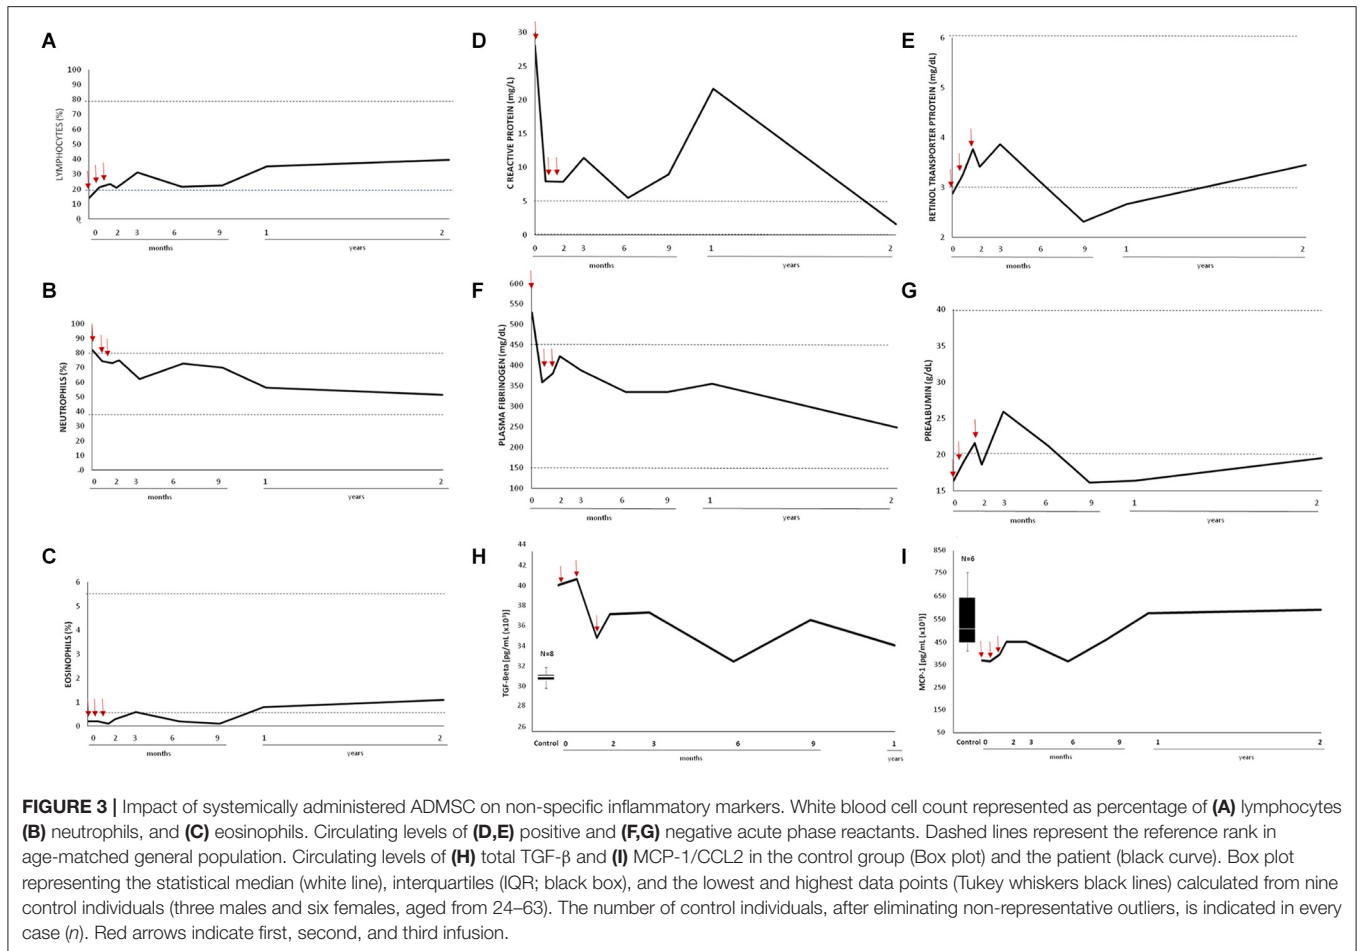 A
LYMPHOCYTES (%)
100
90
80
70
60
50
40
30
20
10
0
0 2 3 6 9 1 2
months years
D
C REACTIVE PROTEIN (mg/L)
30
25
20
15
10
5
0
0 2 3 6 9 1 2
months years
E
RETINOL TRANSPORTER PTROTEIN (mg/dL)
6
4
3
2
0 2 3 6 9 1 2
months years
B
NEUTROPHILS (%)
100
90
80
70
60
50
40
30
20
10
.0
0 2 3 6 9 1 2
months years
F
PLASMA FIBRINOGEN (mg/dL)
600
550
500
450
400
350
300
250
200
150
100
0 2 3 6 9 1 2
months years
G
PREALBUMIN (g/dL)
40
35
30
25
20
15
0 2 3 6 9 1 2
months years
C
EOSINOPHILS (%)
6
5
4
3
2
1
0
0 2 3 6 9 1 2
months years
H
TGF-Beta [pg/mL (x10³)]
44
42
40
38
36
34
32
30
28
26
N=8
Control 0 2 3 6 9 1
months years
I
MCP-1 [pg/mL (x10³)]
850
750
650
550
450
350
250
150
50
N=6
Control 0 2 3 6 9 1 2
months years
FIGURE 3 | Impact of systemically administered ADMSC on non-specific inflammatory markers. White blood cell count represented as percentage of (A) lymphocytes
(B) neutrophils, and (C) eosinophils. Circulating levels of (D,E) positive and (F,G) negative acute phase reactants. Dashed lines represent the reference rank in
age-matched general population. Circulating levels of (H) total TGF-β and (I) MCP-1/CCL2 in the control group (Box plot) and the patient (black curve). Box plot
representing the statistical median (white line), interquartiles (IQR; black box), and the lowest and highest data points (Tukey whiskers black lines) calculated from nine
control individuals (three males and six females, aged from 24–63). The number of control individuals, after eliminating non-representative outliers, is indicated in every
case (n). Red arrows indicate first, second, and third infusion.